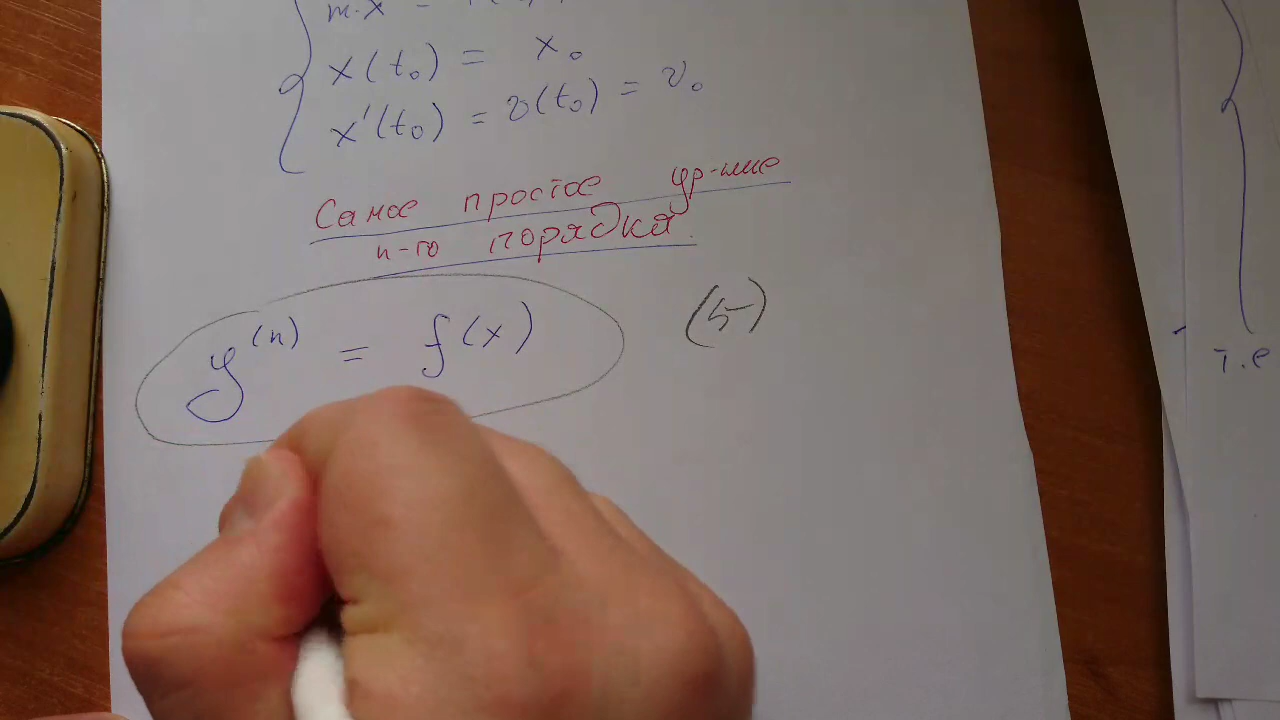 m·x =
x(t₀) = x₀
x'(t₀) = v(t₀) = v₀
Самое простое ур-ние
n-го порядка.
y⁽ⁿ⁾ = f(x) (5)
т.е